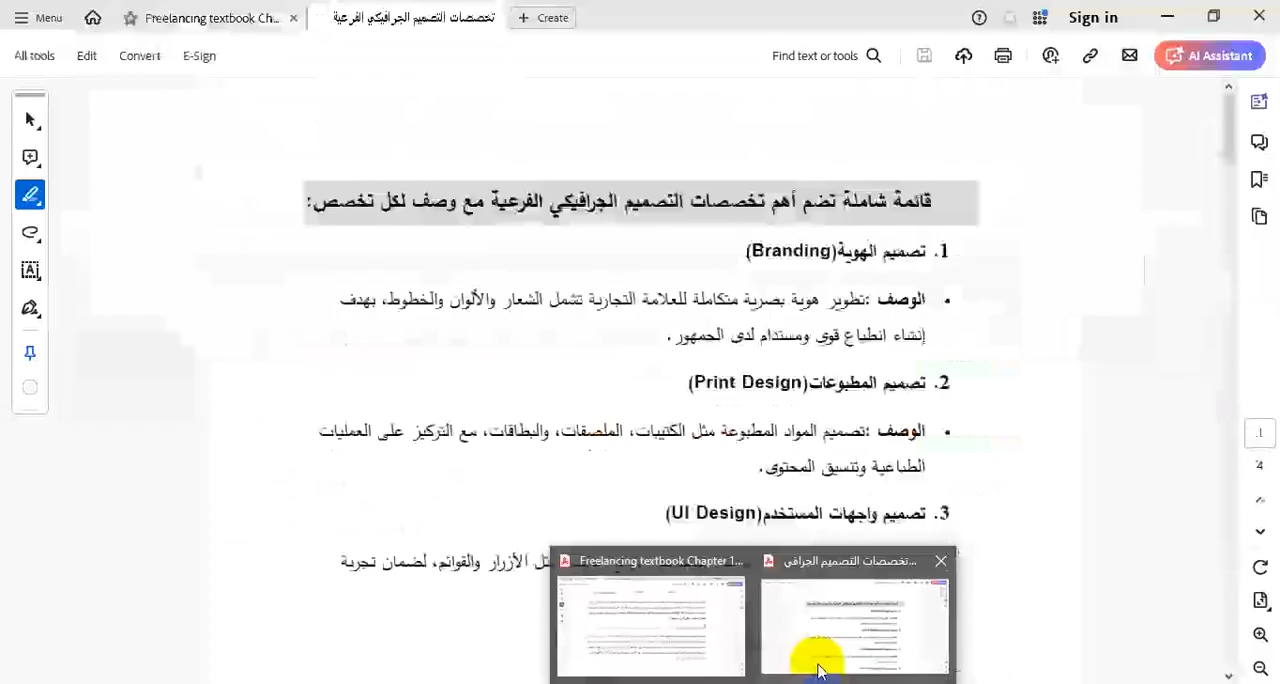 Menu
Freelancing textbook Ch...
تخصصات التصميم الجرافيكي الفرعية
Create
Sign in
All tools
Edit
Convert
E-Sign
Find text or tools
AI Assistant
قائمة شاملة تضم أهم تخصصات التصميم الجرافيكي الفرعية مع وصف لكل تخصص:
1. تصميم الهوية(Branding)
• الوصف :تطوير هوية بصرية متكاملة للعلامة التجارية تشمل الشعار والألوان والخطوط، بهدف
إنشاء انطباع قوي ومستدام لدى الجمهور.
2. تصميم المطبوعات(Print Design)
• الوصف :تصميم المواد المطبوعة مثل الكتيبات، الملصقات، والبطاقات، مع التركيز على العمليات
الطباعية وتنسيق المحتوى.
3. تصميم واجهات المستخدم(UI Design)
الأزرار والقوائم، لضمان تجربة
Freelancing textbook Chapter 1...
تخصصات التصميم الجرافي...